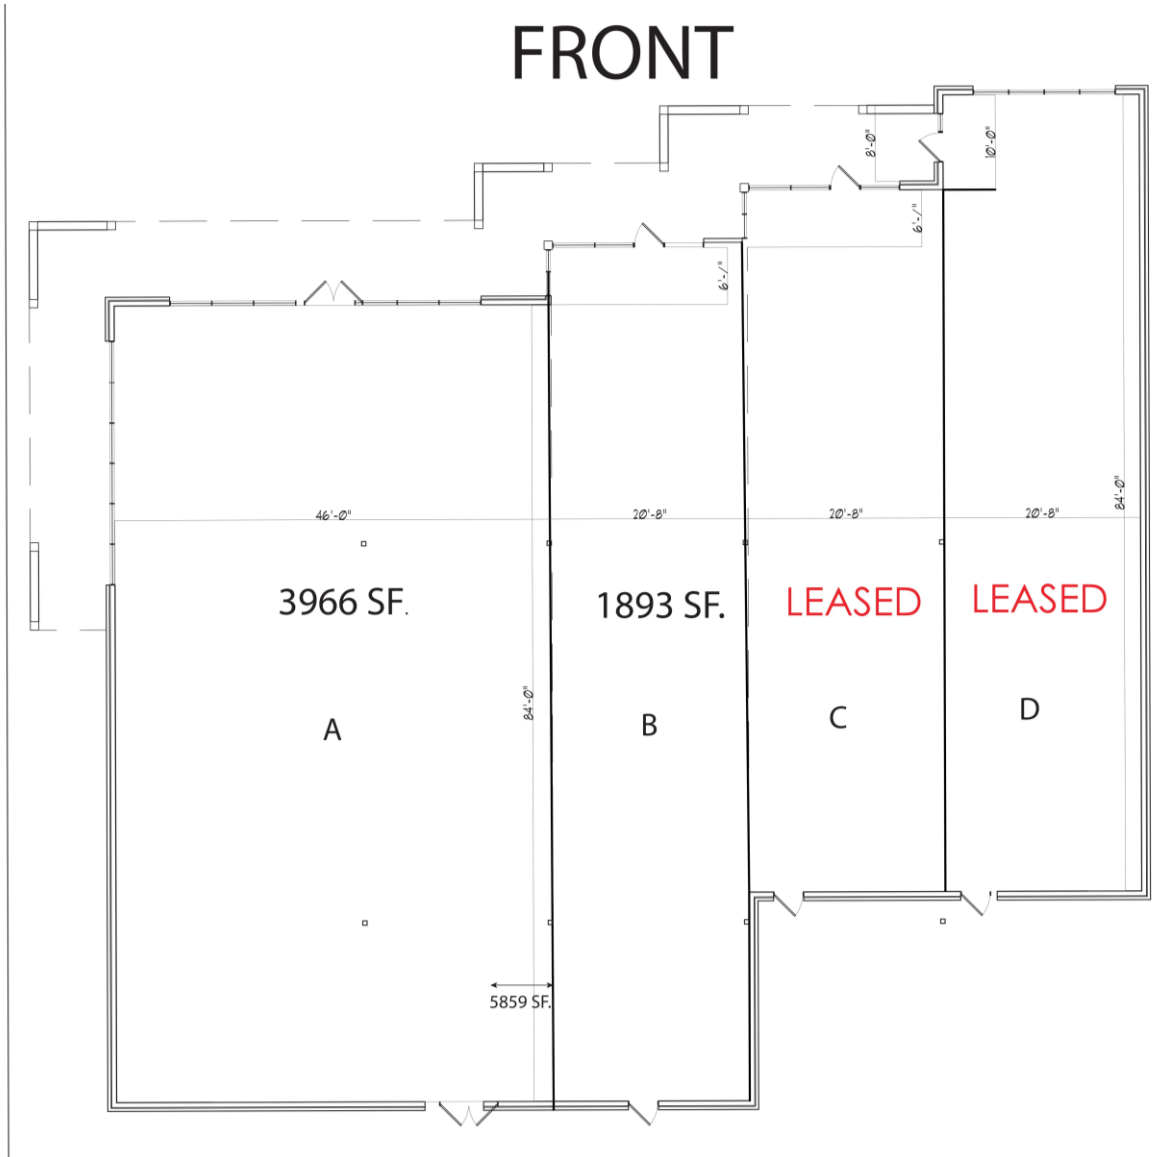 FRONT
8'-0"
10'-0"
6'-/"
6'-/"
84'-0"
46'-0"
20'-8"
20'-8"
20'-8"
3966 SF.
1893 SF.
LEASED
LEASED
84'-0"
A
B
C
D
5859 SF.